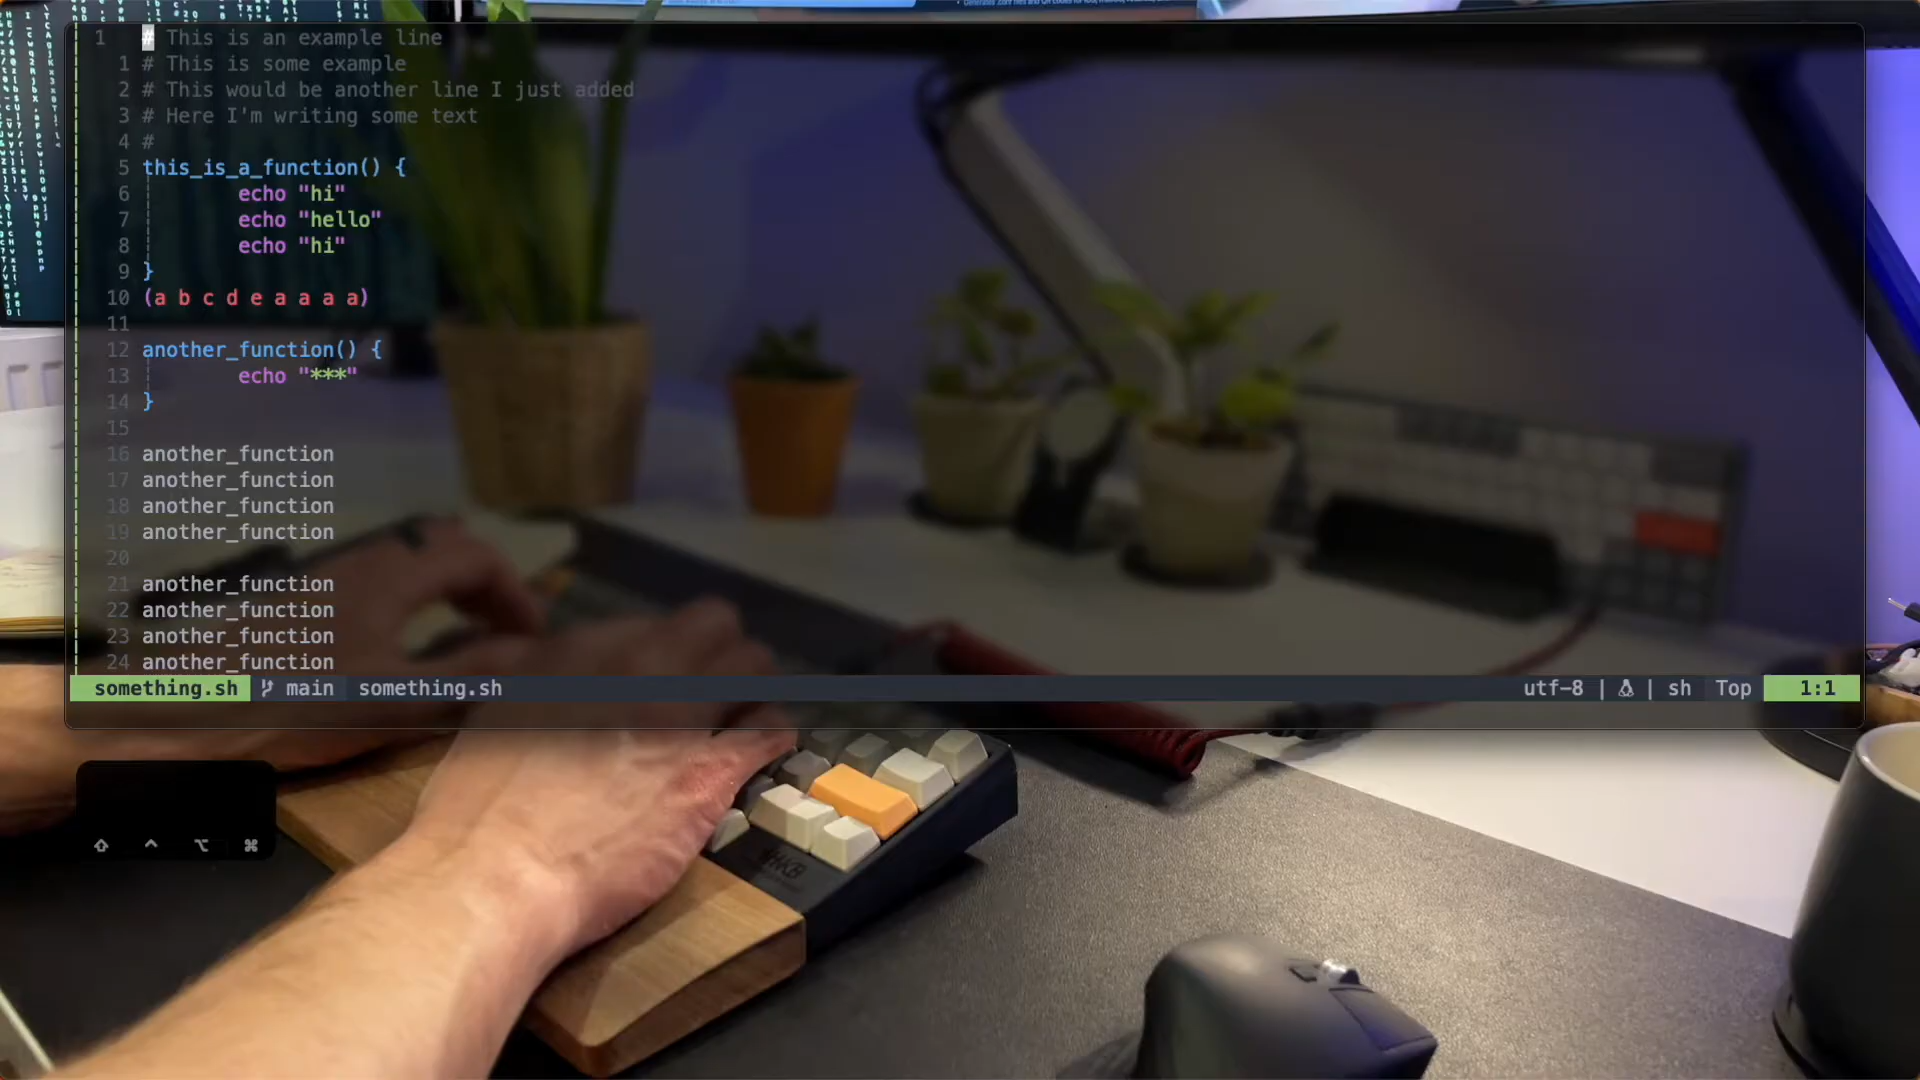 1 # This is an example line
1 # This is some example
2 # This would be another line I just added
3 # Here I'm writing some text
4 #
5 this_is_a_function() {
6 echo "hi"
7 echo "hello"
8 echo "hi"
9 }
10 (a b c d e a a a a)
11
12 another_function() {
13 echo "***"
14 }
15
16 another_function
17 another_function
18 another_function
19 another_function
20
21 another_function
22 another_function
23 another_function
24 another_function
something.sh main something.sh utf-8 | | sh Top 1:1
⇧ ^ ⌥ ⌘
HHKB